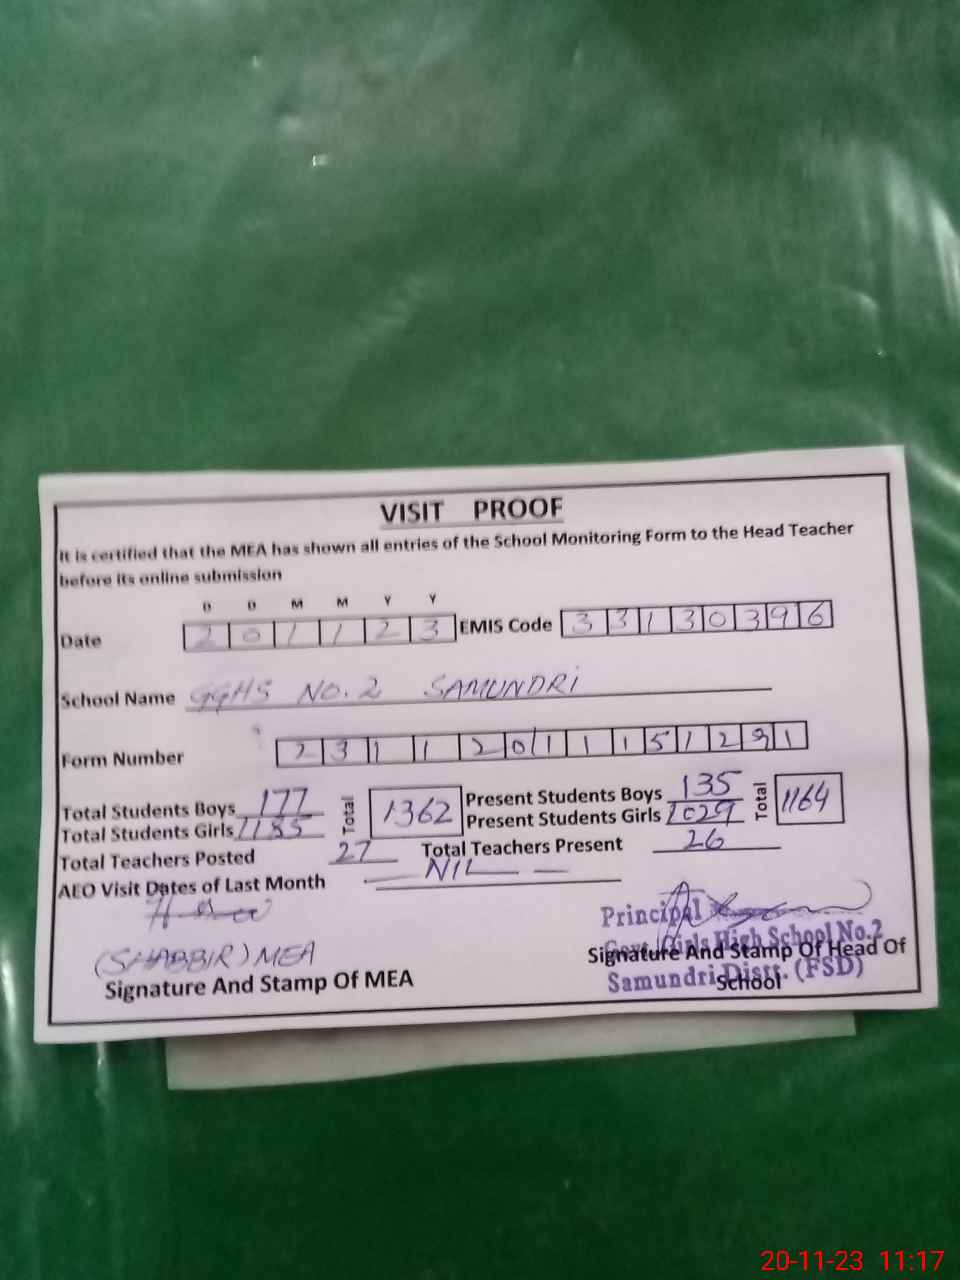 VISIT PROOF
It is certified that the MEA has shown all entries of the School Monitoring Form to the Head Teacher
before its online submission
D D M M Y Y
Date 2 0 1 1 2 3 EMIS Code 3 3 1 3 0 3 9 6
School Name GGHS NO. 2 SAMUNDRI
Form Number 2 3 1 1 2 0 1 1 1 5 1 2 9 1
Total Students Boys 177 Total 1362 Present Students Boys 135 Total 1164
Total Students Girls 1185 Present Students Girls 1029
Total Teachers Posted 27 Total Teachers Present 26
AEO Visit Dates of Last Month NIL
Principal
Govt. Girls High School No.2
Samundri Distt. (FSD)
(SHABBIR) MEA
Signature And Stamp Of MEA
Signature And Stamp Of Head Of
School
20-11-23 11:17